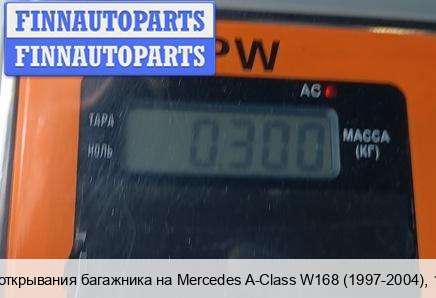 FINNAUTOPARTS
FINNAUTOPARTS
PW
AC
ТАРА
НОЛЬ
0.300
МАССА
(КГ)
открывания багажника на Mercedes A-Class W168 (1997-2004),